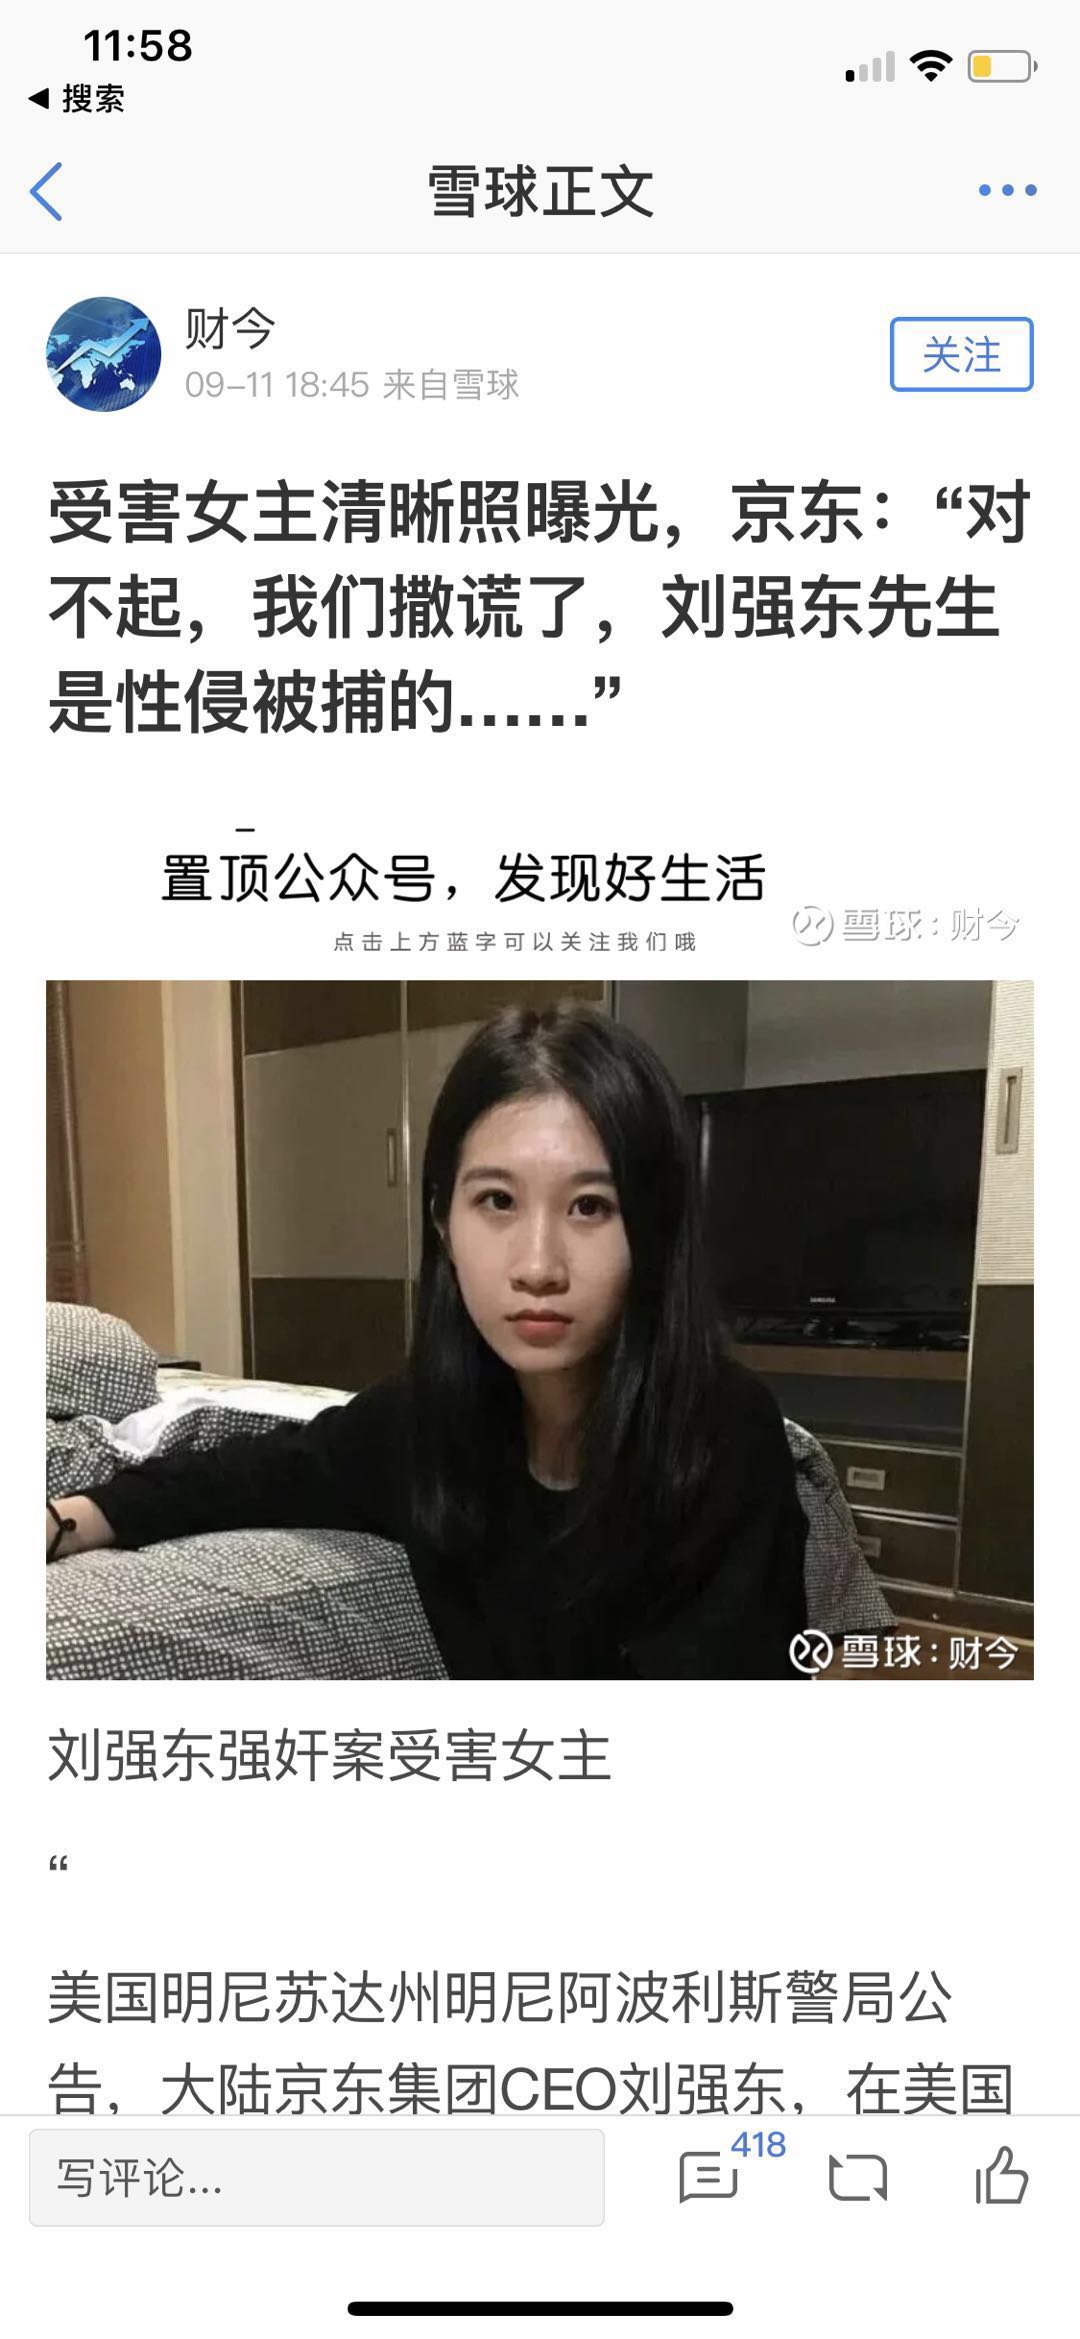 11:58
◀ 搜索
雪球正文
财今
09-11 18:45 来自雪球
关注
受害女主清晰照曝光，京东：“对
不起，我们撒谎了，刘强东先生
是性侵被捕的……”
置顶公众号，发现好生活
点击上方蓝字可以关注我们哦
雪球：财今
SAMSUNG
雪球：财今
刘强东强奸案受害女主
“
美国明尼苏达州明尼阿波利斯警局公
告，大陆京东集团CEO刘强东，在美国
写评论...
418